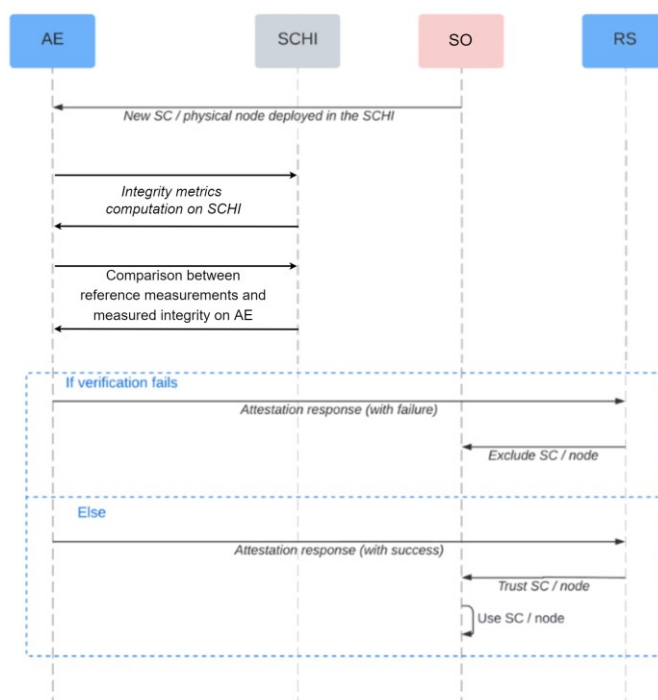 AE
SCHI
SO
RS
New SC / physical node deployed in the SCHI
Integrity metrics
computation on SCHI
Comparison between
reference measurements and
measured integrity on AE
If verification fails
Attestation response (with failure)
Exclude SC / node
Else
Attestation response (with success)
Trust SC / node
Use SC / node